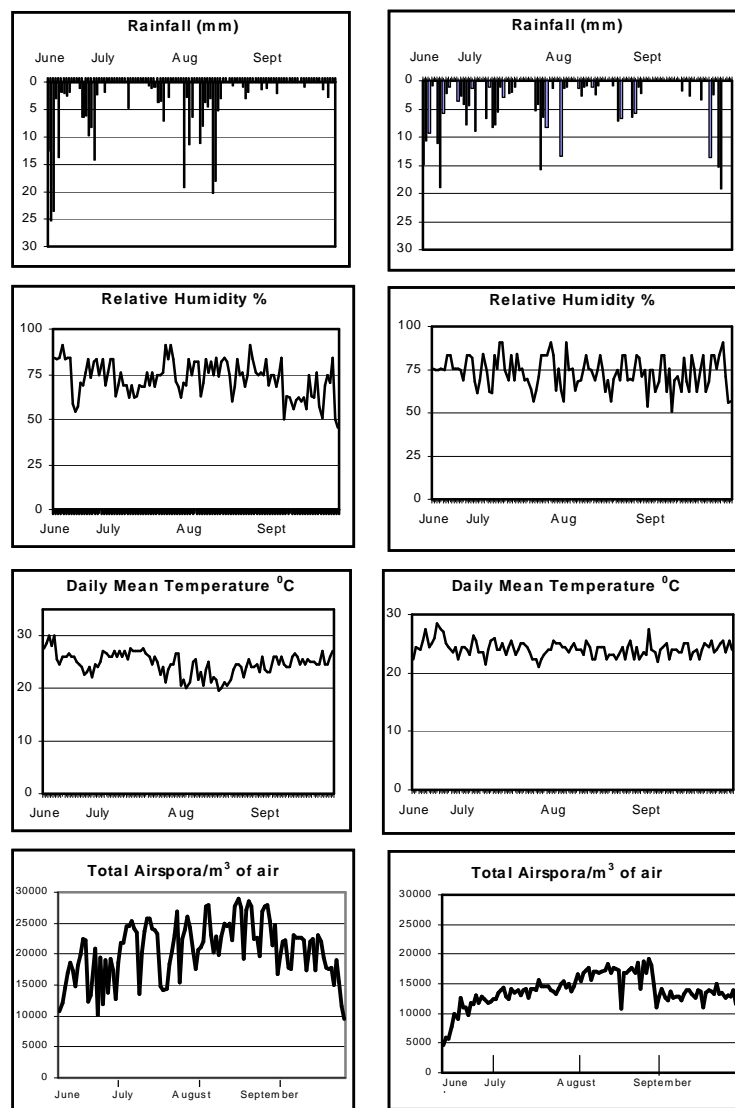 Rainfall (mm)
June July Aug Sept
0
5
10
15
20
25
30
Rainfall (mm)
June July Aug Sept
0
5
10
15
20
25
30
Relative Humidity %
100
75
50
25
0
June July Aug Sept
Relative Humidity %
100
75
50
25
0
June July Aug Sept
Daily Mean Temperature ⁰C
30
20
10
0
June July Aug Sept
Daily Mean Temperature ⁰C
30
20
10
0
June July Aug Sept
Total Airspora/m³ of air
30000
25000
20000
15000
10000
5000
0
June July August September
Total Airspora/m³ of air
30000
25000
20000
15000
10000
5000
0
June July August September